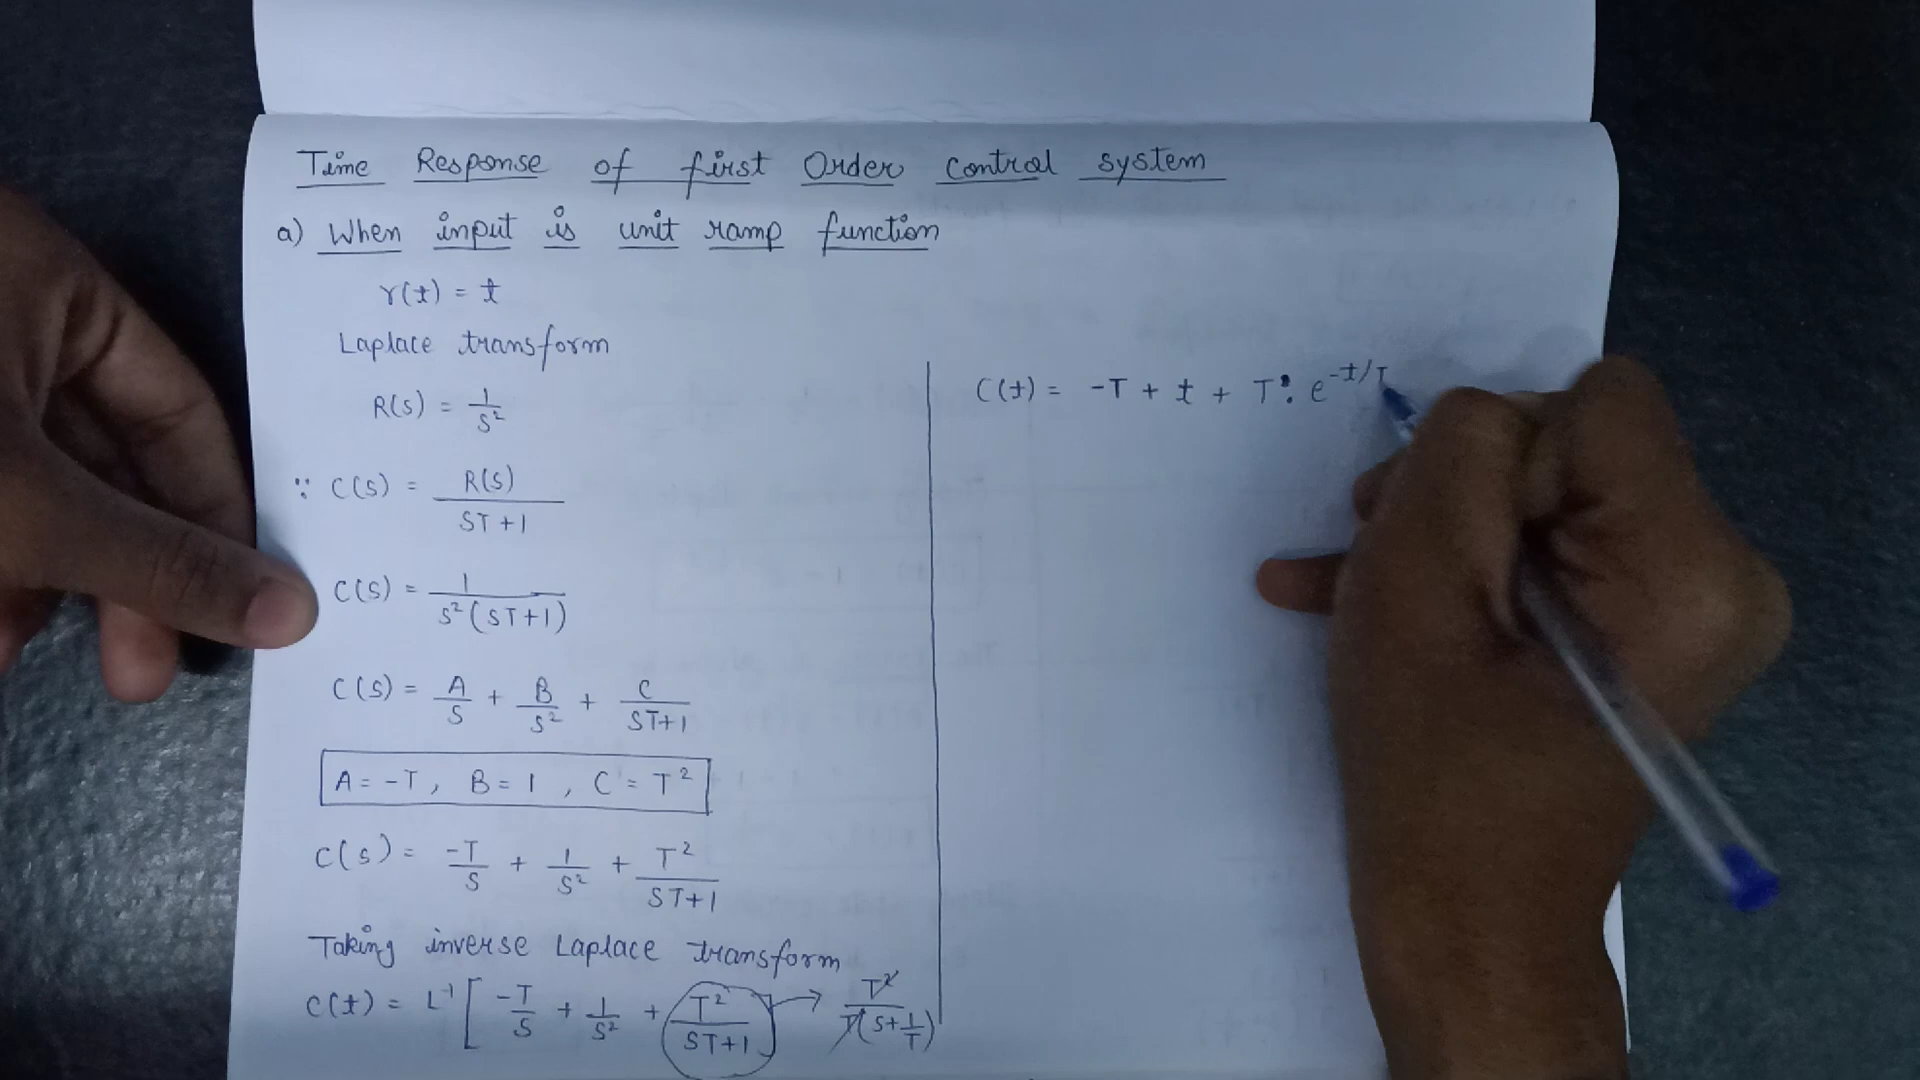 Time Response of first Order control system
a) When input is unit ramp function
r(t) = t
Laplace transform
R(s) = 1/s²
∵ C(s) = R(s)/(ST+1)
C(s) = 1/(s²(ST+1))
C(s) = A/S + B/S² + C/(ST+1)
A = -T, B = 1, C = T²
C(s) = -T/S + 1/S² + T²/(ST+1)
Taking inverse Laplace transform
C(t) = L⁻¹[-T/S + 1/S² + T²/(ST+1)] → T²/(T(S+1/T))
C(t) = -T + t + T. e^(-t/T)